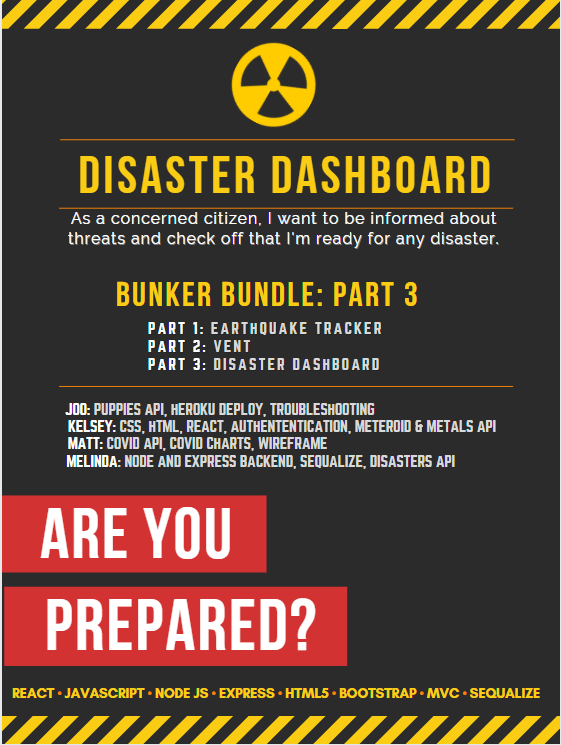 DISASTER DASHBOARD
As a concerned citizen, I want to be informed about
threats and check off that I'm ready for any disaster.
BUNKER BUNDLE: PART 3
PART 1: EARTHQUAKE TRACKER
PART 2: VENT
PART 3: DISASTER DASHBOARD
JOO: PUPPIES API, HEROKU DEPLOY, TROUBLESHOOTING
KELSEY: CSS, HTML, REACT, AUTHENTENTICATION, METEROID & METALS API
MATT: COVID API, COVID CHARTS, WIREFRAME
MELINDA: NODE AND EXPRESS BACKEND, SEQUALIZE, DISASTERS API
ARE YOU
PREPARED?
REACT • JAVASCRIPT • NODE JS • EXPRESS • HTML5 • BOOTSTRAP • MVC • SEQUALIZE